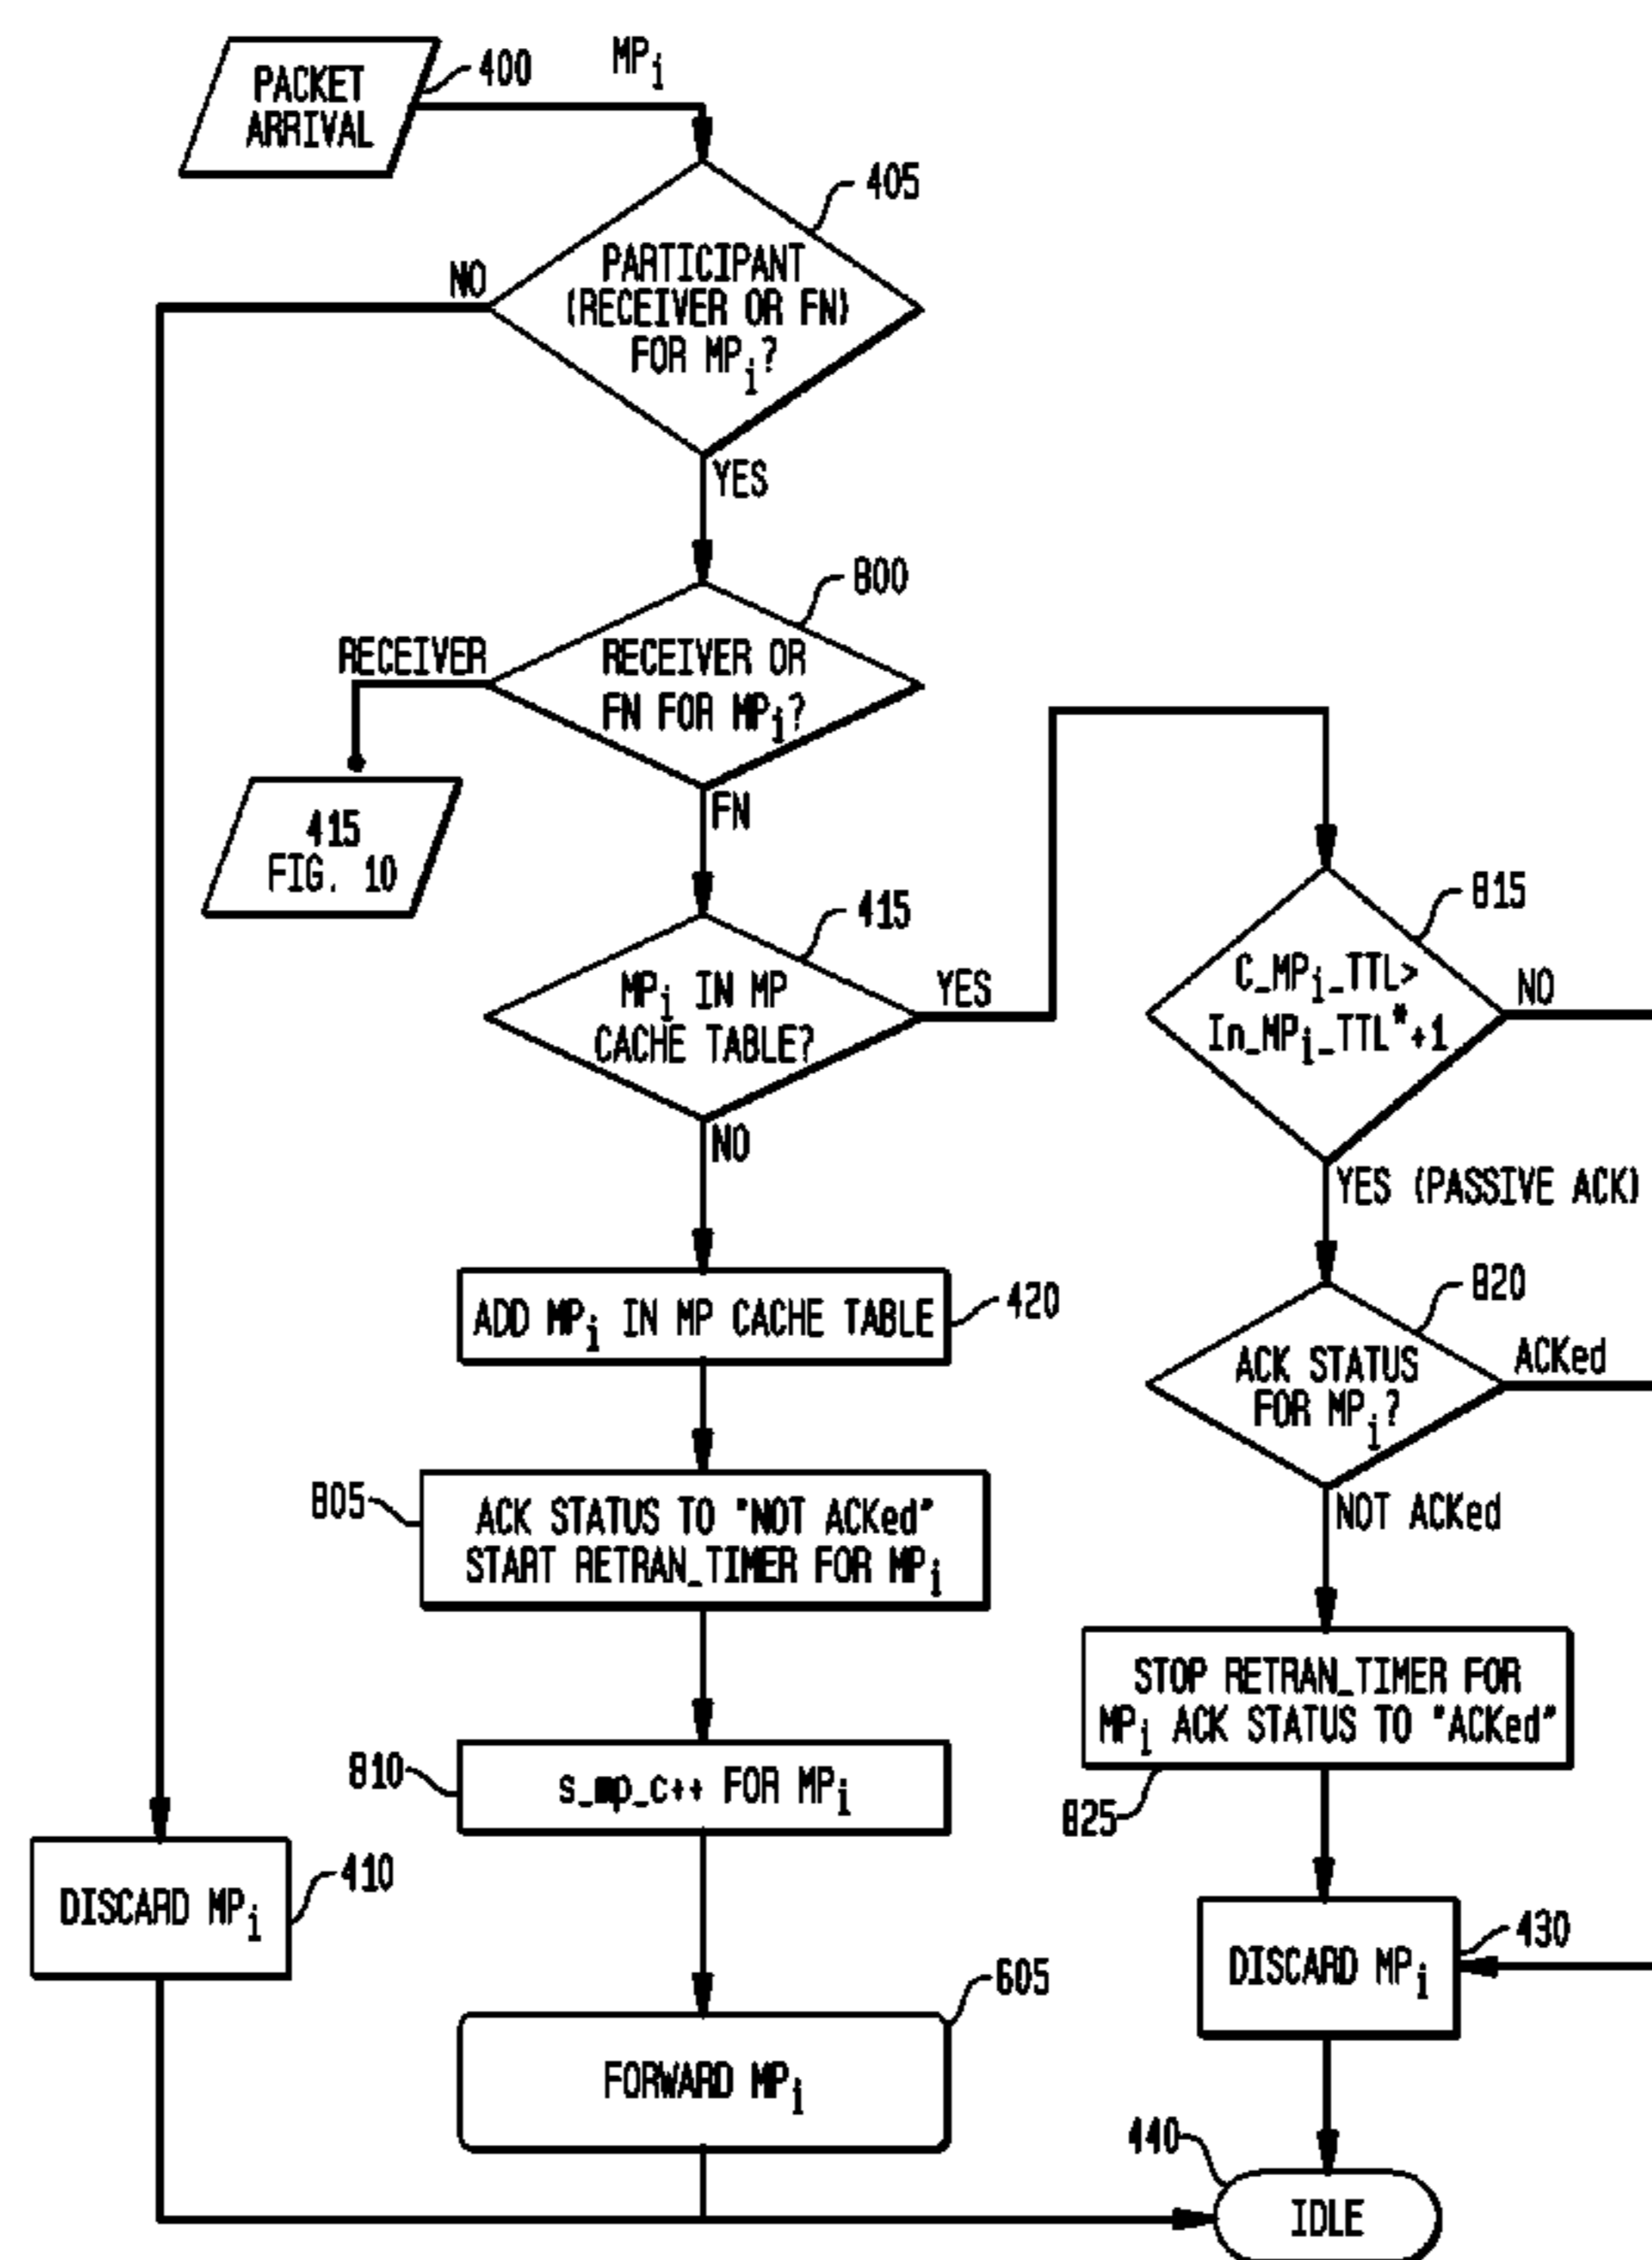 PACKET
ARRIVAL
400
MPi
405
PARTICIPANT
(RECEIVER OR FN)
FOR MPi?
NO
YES
800
RECEIVER OR
FN FOR MPi?
RECEIVER
415
FIG. 10
FN
415
MPi IN MP
CACHE TABLE?
YES
NO
815
C_MPi_TTL>
In_MPi_TTL*+1
NO
YES (PASSIVE ACK)
420
ADD MPi IN MP CACHE TABLE
820
ACK STATUS
FOR MPi?
ACKed
NOT ACKed
805
ACK STATUS TO "NOT ACKed"
START RETRAN_TIMER FOR MPi
STOP RETRAN_TIMER FOR
MPi ACK STATUS TO "ACKed"
825
810
s_mp_c++ FOR MPi
DISCARD MPi
410
DISCARD MPi
430
605
FORWARD MPi
440
IDLE